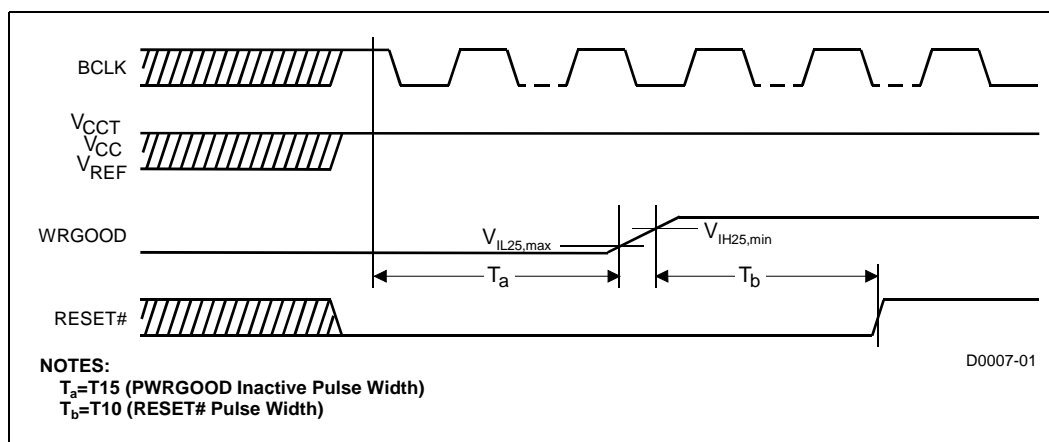 BCLK
VCCT
VCC
VREF
WRGOOD
VIL25,max
VIH25,min
Ta
Tb
RESET#
D0007-01
NOTES:
Ta=T15 (PWRGOOD Inactive Pulse Width)
Tb=T10 (RESET# Pulse Width)